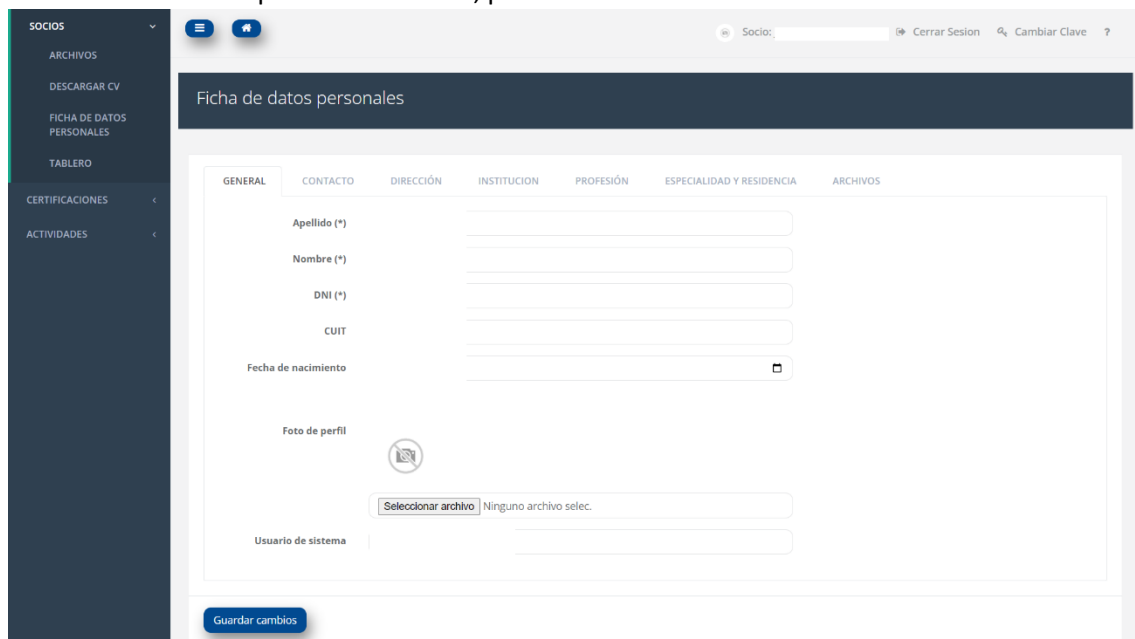 SOCIOS
ARCHIVOS
DESCARGAR CV
FICHA DE DATOS
PERSONALES
TABLERO
CERTIFICACIONES
ACTIVIDADES
Socio:
Cerrar Sesion
Cambiar Clave
?
Ficha de datos personales
GENERAL
CONTACTO
DIRECCIÓN
INSTITUCION
PROFESIÓN
ESPECIALIDAD Y RESIDENCIA
ARCHIVOS
Apellido (*)
Nombre (*)
DNI (*)
CUIT
Fecha de nacimiento
Foto de perfil
Seleccionar archivo Ninguno archivo selec.
Usuario de sistema
Guardar cambios